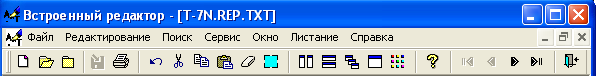 Встроенный редактор - [T-7N.REP.TXT]
Файл Редактирование Поиск Сервис Окно Листание Справка